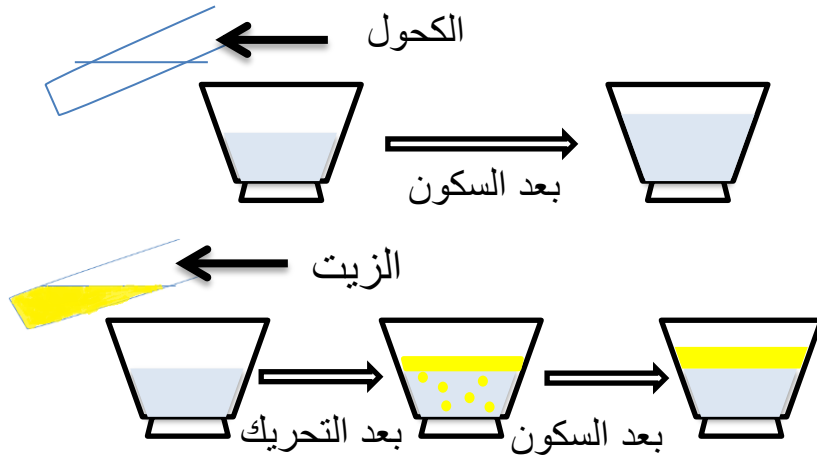 الكحول
بعد السكون
الزيت
بعد التحريك
بعد السكون